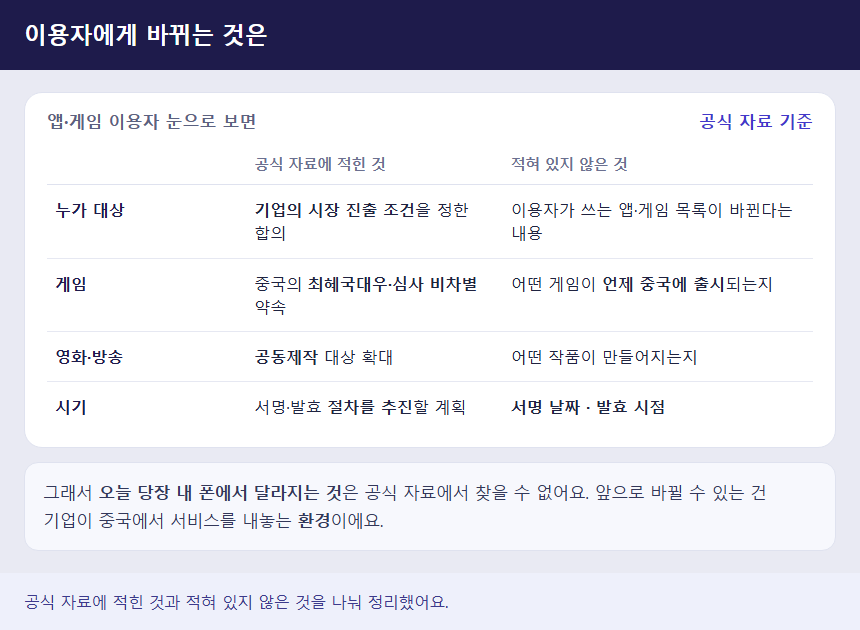 이용자에게 바뀌는 것은
앱·게임 이용자 눈으로 보면
공식 자료 기준
공식 자료에 적힌 것
적혀 있지 않은 것
누가 대상
기업의 시장 진출 조건을 정한
합의
이용자가 쓰는 앱·게임 목록이 바뀐다는
내용
게임
중국의 최혜국대우·심사 비차별
약속
어떤 게임이 언제 중국에 출시되는지
영화·방송
공동제작 대상 확대
어떤 작품이 만들어지는지
시기
서명·발효 절차를 추진할 계획
서명 날짜 · 발효 시점
그래서 오늘 당장 내 폰에서 달라지는 것은 공식 자료에서 찾을 수 없어요. 앞으로 바뀔 수 있는 건
기업이 중국에서 서비스를 내놓는 환경이에요.
공식 자료에 적힌 것과 적혀 있지 않은 것을 나눠 정리했어요.